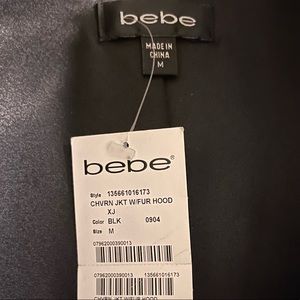 bebe
MADE IN
CHINA
M
bebe®
Style 135661016173
CHVRN JKT W/FUR HOOD
XJ
Color BLK 0904
Size M
07962000390013
07962000390013 135661016173
CHVRN JKT W/FUR HOOD